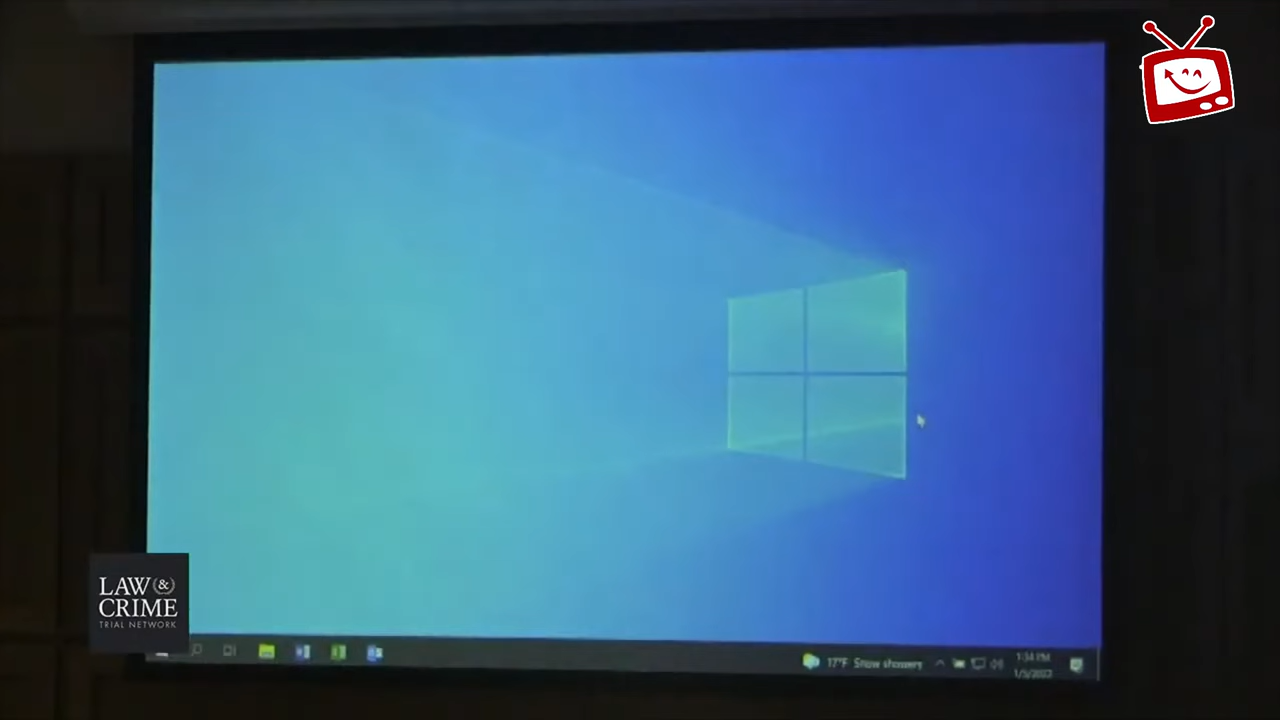 LAW &
CRIME
TRIAL NETWORK
17°F Snow showers
1:34 PM